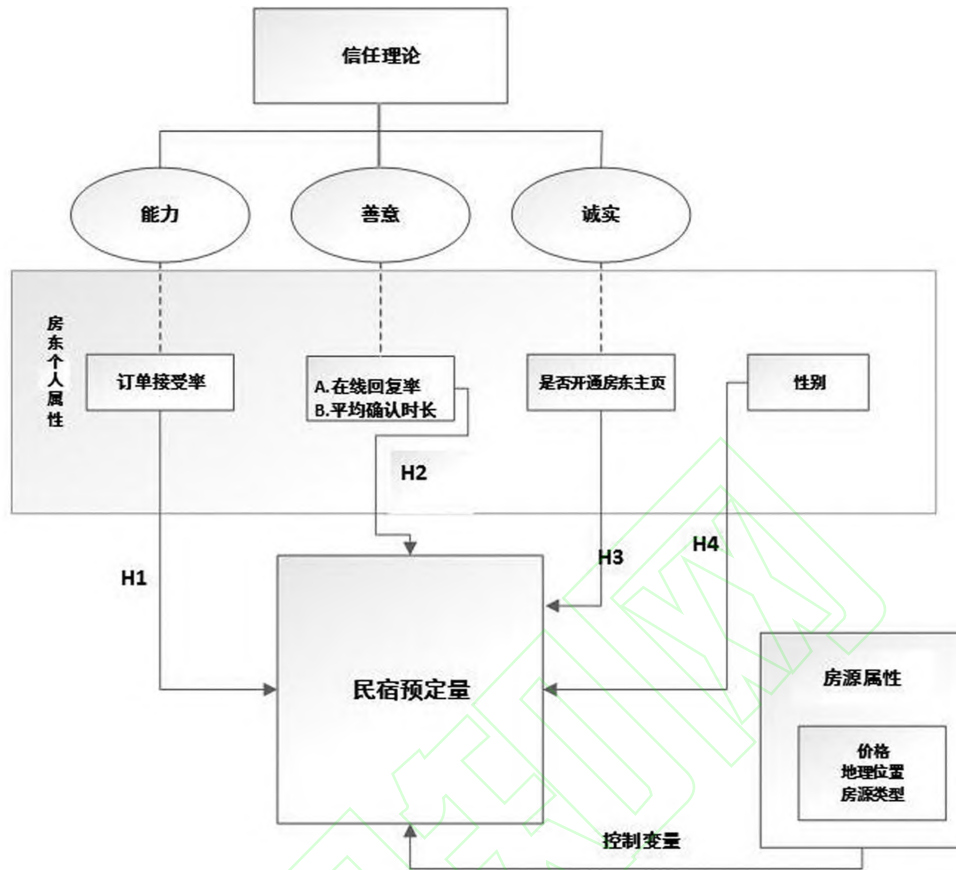 信任理论
能力
善意
诚实
房东个人属性
订单接受率
A.在线回复率
B.平均确认时长
是否开通房东主页
性别
H2
H1
H3
H4
民宿预定量
房源属性
价格
地理位置
房源类型
控制变量